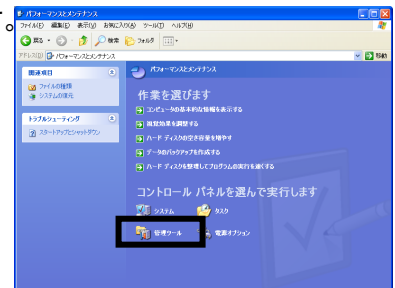 パフォーマンスとメンテナンス
ファイル(F) 編集(E) 表示(V) お気に入り(A) ツール(T) ヘルプ(H)
戻る 検索 フォルダ
アドレス(D) パフォーマンスとメンテナンス 移動
関連項目
ファイルの種類
システムの復元
トラブルシューティング
スタートアップとシャットダウン
パフォーマンスとメンテナンス
作業を選びます
コンピュータの基本的な情報を表示する
視覚効果を調整する
ハード ディスクの空き容量を増やす
データのバックアップを作成する
ハード ディスクを整理してプログラムの実行を速くする
コントロール パネルを選んで実行します
システム タスク
管理ツール 電源オプション